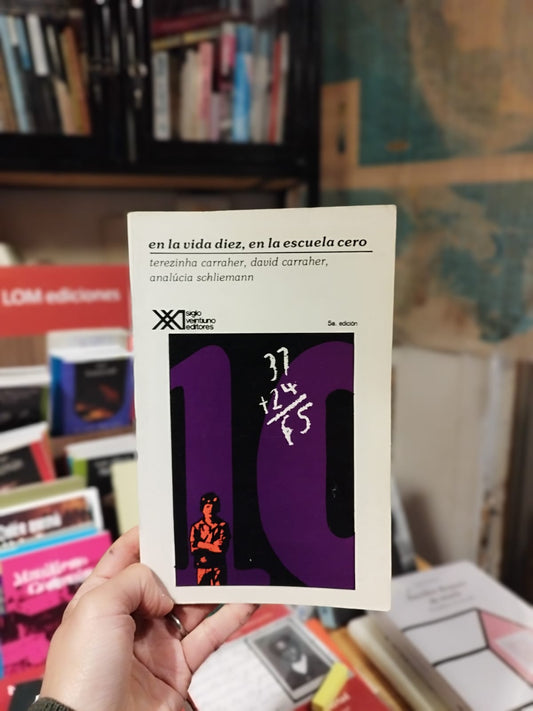 en la vida diez, en la escuela cero
terezinha carraher, david carraher,
analúcia schliemann
siglo
veintiuno
editores
5a. edición
10
37
+24
65
LOM ediciones